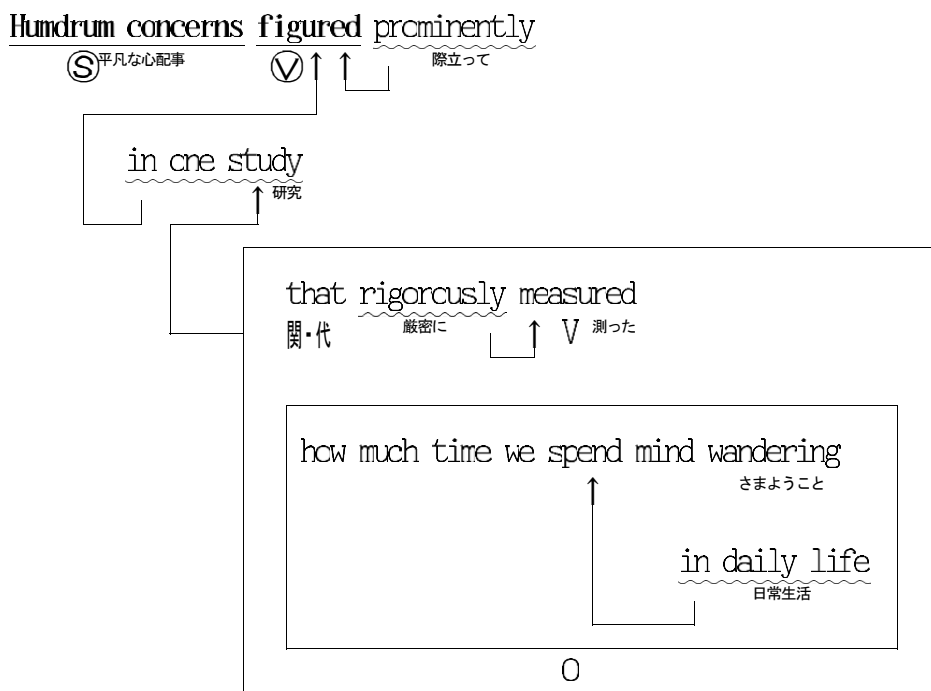 Humdrum concerns figured prominently
Ⓢ平凡な心配事 Ⓥ 際立って
in one study
研究
that rigorously measured
関・代 厳密に V 測った
how much time we spend mind wandering
さまようこと
in daily life
日常生活
O